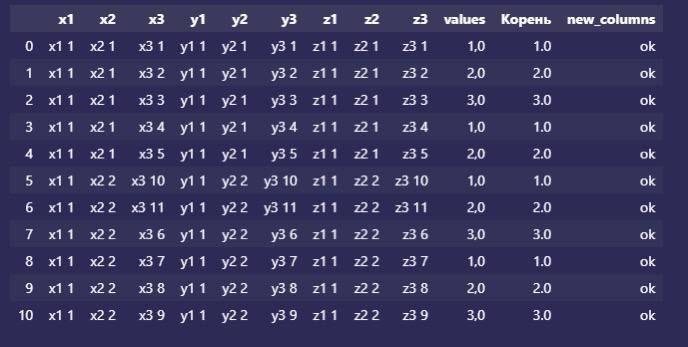 x1 x2 x3 y1 y2 y3 z1 z2 z3 values Корень new_columns
0 x1 1 x2 1 x3 1 y1 1 y2 1 y3 1 z1 1 z2 1 z3 1 1,0 1.0 ok
1 x1 1 x2 1 x3 2 y1 1 y2 1 y3 2 z1 1 z2 1 z3 2 2,0 2.0 ok
2 x1 1 x2 1 x3 3 y1 1 y2 1 y3 3 z1 1 z2 1 z3 3 3,0 3.0 ok
3 x1 1 x2 1 x3 4 y1 1 y2 1 y3 4 z1 1 z2 1 z3 4 1,0 1.0 ok
4 x1 1 x2 1 x3 5 y1 1 y2 1 y3 5 z1 1 z2 1 z3 5 2,0 2.0 ok
5 x1 1 x2 2 x3 10 y1 1 y2 2 y3 10 z1 1 z2 2 z3 10 1,0 1.0 ok
6 x1 1 x2 2 x3 11 y1 1 y2 2 y3 11 z1 1 z2 2 z3 11 2,0 2.0 ok
7 x1 1 x2 2 x3 6 y1 1 y2 2 y3 6 z1 1 z2 2 z3 6 3,0 3.0 ok
8 x1 1 x2 2 x3 7 y1 1 y2 2 y3 7 z1 1 z2 2 z3 7 1,0 1.0 ok
9 x1 1 x2 2 x3 8 y1 1 y2 2 y3 8 z1 1 z2 2 z3 8 2,0 2.0 ok
10 x1 1 x2 2 x3 9 y1 1 y2 2 y3 9 z1 1 z2 2 z3 9 3,0 3.0 ok